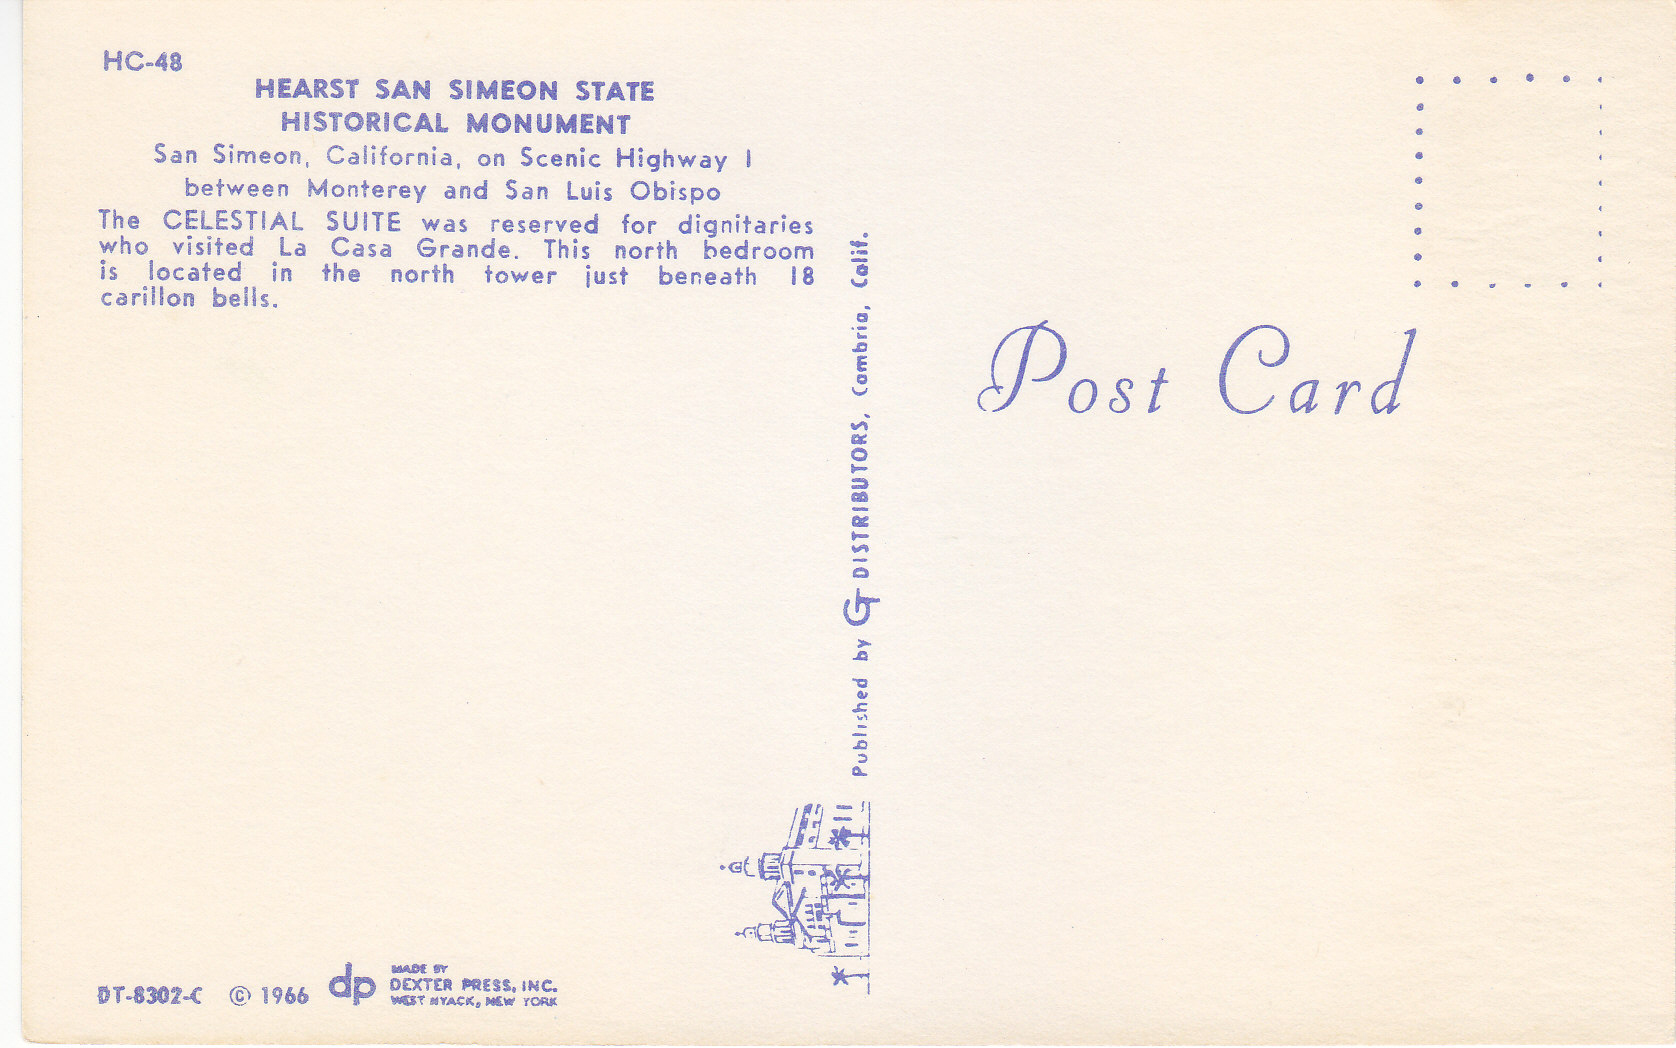 HC-48
HEARST SAN SIMEON STATE
HISTORICAL MONUMENT
San Simeon, California, on Scenic Highway 1
between Monterey and San Luis Obispo
The CELESTIAL SUITE was reserved for dignitaries
who visited La Casa Grande. This north bedroom
is located in the north tower just beneath 18
carillon bells.
Published by GT DISTRIBUTORS, Cambria, Calif.
Post Card
DT-8302-C © 1966
dp
MADE BY
DEXTER PRESS, INC.
WEST NYACK, NEW YORK